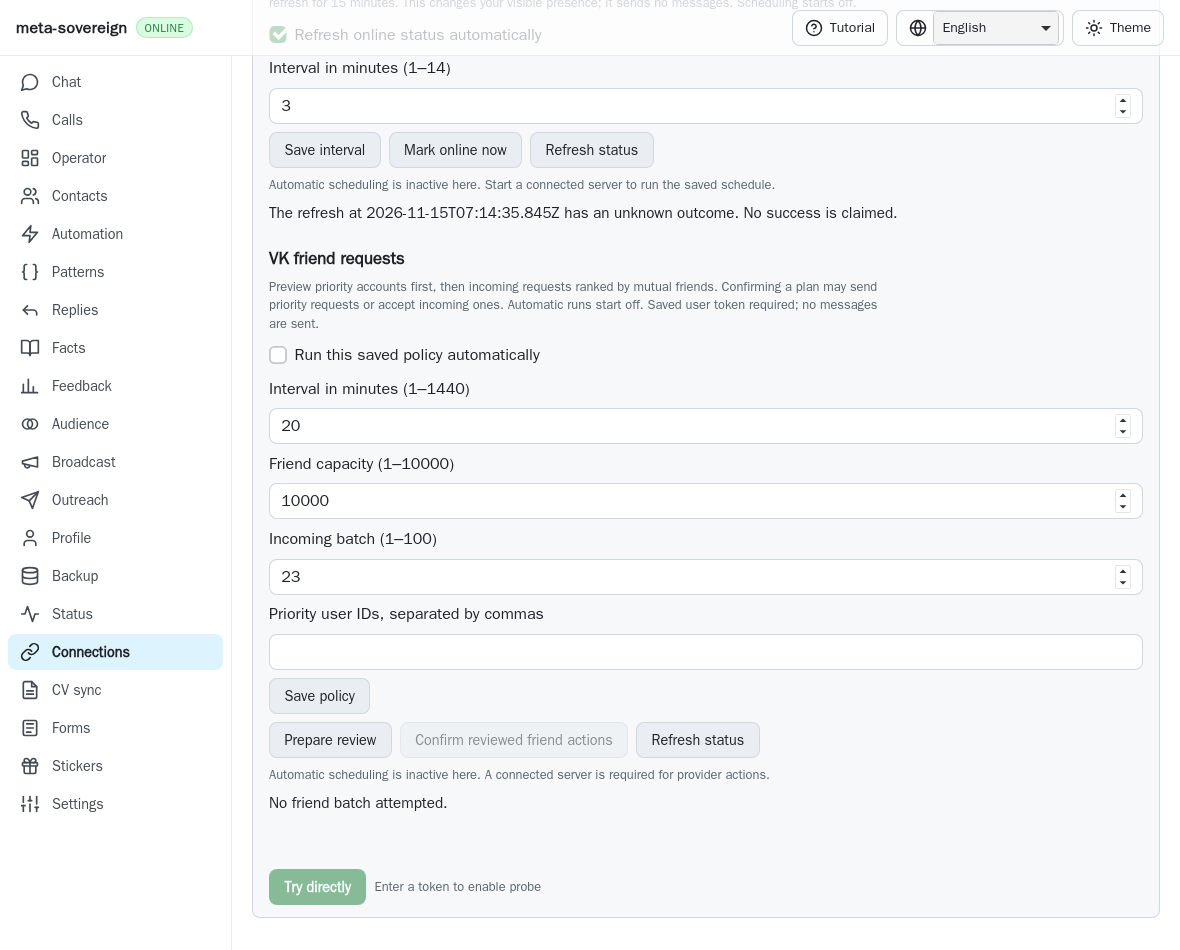 meta-sovereign ONLINE
refresh for 15 minutes. This changes your visible presence; it sends no messages. Scheduling starts off.
Refresh online status automatically
Tutorial
English
Theme
Chat
Calls
Operator
Contacts
Automation
Patterns
Replies
Facts
Feedback
Audience
Broadcast
Outreach
Profile
Backup
Status
Connections
CV sync
Forms
Stickers
Settings
Interval in minutes (1–14)
3
Save interval Mark online now Refresh status
Automatic scheduling is inactive here. Start a connected server to run the saved schedule.
The refresh at 2026-11-15T07:14:35.845Z has an unknown outcome. No success is claimed.
VK friend requests
Preview priority accounts first, then incoming requests ranked by mutual friends. Confirming a plan may send
priority requests or accept incoming ones. Automatic runs start off. Saved user token required; no messages
are sent.
Run this saved policy automatically
Interval in minutes (1–1440)
20
Friend capacity (1–10000)
10000
Incoming batch (1–100)
23
Priority user IDs, separated by commas
Save policy
Prepare review Confirm reviewed friend actions Refresh status
Automatic scheduling is inactive here. A connected server is required for provider actions.
No friend batch attempted.
Try directly Enter a token to enable probe